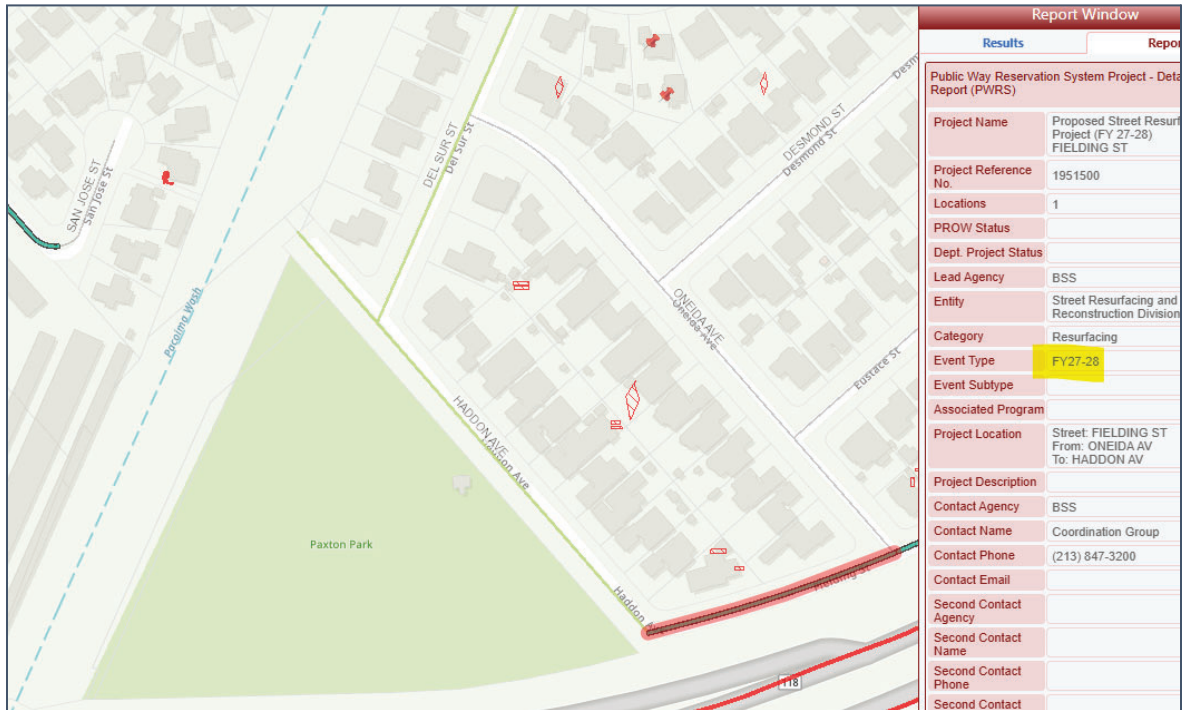 SAN JOSE ST
San Jose St
Pacoima Wash
DEL SUR ST
Del Sur St
DESMOND ST
Desmond St
ONEIDA AVE
Oneida Ave
Eustace St
HADDON AVE
Haddon Ave
Paxton Park
Fielding St
118
Report Window
Results
Public Way Reservation System Project - Deta
Report (PWRS)
Project Name
Proposed Street Resurf
Project (FY 27-28)
FIELDING ST
Project Reference
No.
1951500
Locations
1
PROW Status
Dept. Project Status
Lead Agency
BSS
Entity
Street Resurfacing and
Reconstruction Division
Category
Resurfacing
Event Type
FY27-28
Event Subtype
Associated Program
Project Location
Street: FIELDING ST
From: ONEIDA AV
To: HADDON AV
Project Description
Contact Agency
BSS
Contact Name
Coordination Group
Contact Phone
(213) 847-3200
Contact Email
Second Contact
Agency
Second Contact
Name
Second Contact
Phone
Second Contact